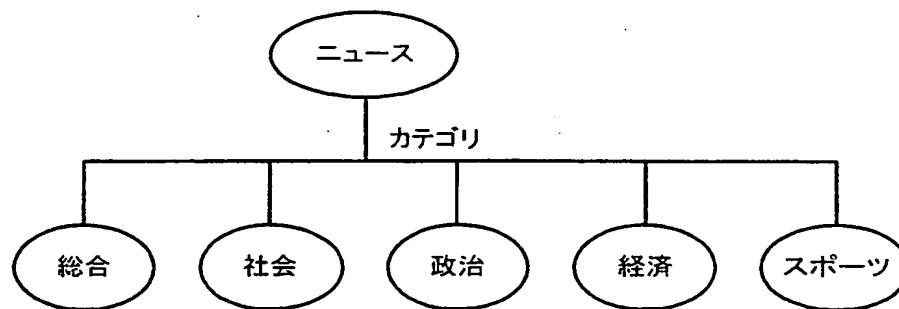 ニュース
カテゴリ
総合
社会
政治
経済
スポーツ